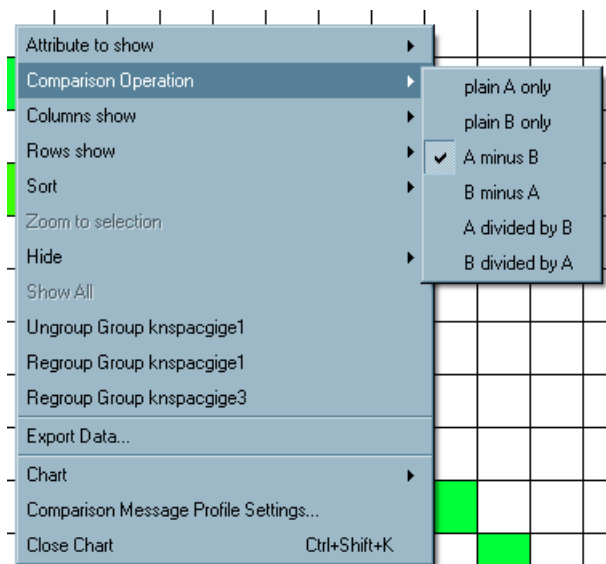 Attribute to show
Comparison Operation
Columns show
Rows show
Sort
Zoom to selection
Hide
Show All
Ungroup Group knspacgige1
Regroup Group knspacgige1
Regroup Group knspacgige3
Export Data...
Chart
Comparison Message Profile Settings...
Close Chart Ctrl+Shift+K
plain A only
plain B only
A minus B
B minus A
A divided by B
B divided by A